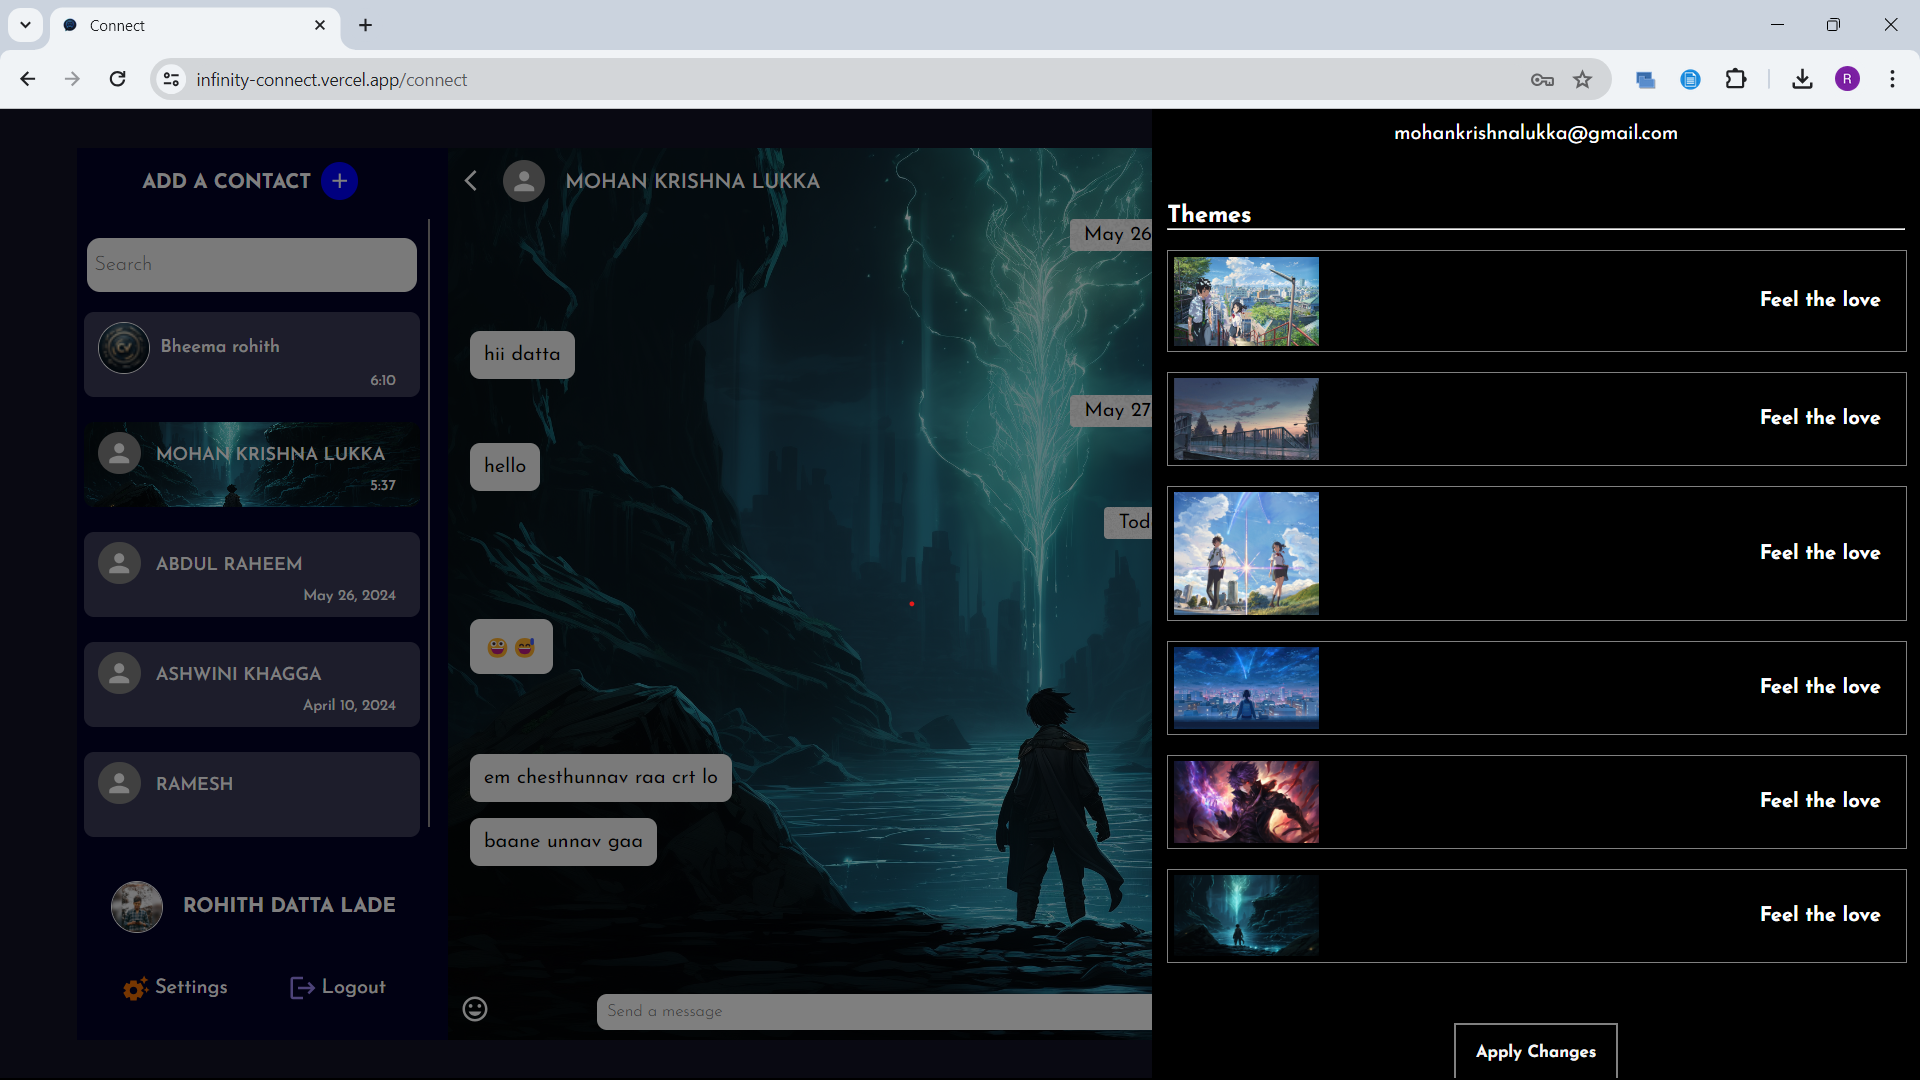 Connect
infinity-connect.vercel.app/connect
R
ADD A CONTACT
Search
Bheema rohith
6:10
MOHAN KRISHNA LUKKA
5:37
ABDUL RAHEEM
May 26, 2024
ASHWINI KHAGGA
April 10, 2024
RAMESH
ROHITH DATTA LADE
Settings
Logout
MOHAN KRISHNA LUKKA
May 26
hii datta
May 27
hello
Tod
em chesthunnav raa crt lo
baane unnav gaa
Send a message
mohankrishnalukka@gmail.com
Themes
Feel the love
Feel the love
Feel the love
Feel the love
Feel the love
Feel the love
Apply Changes